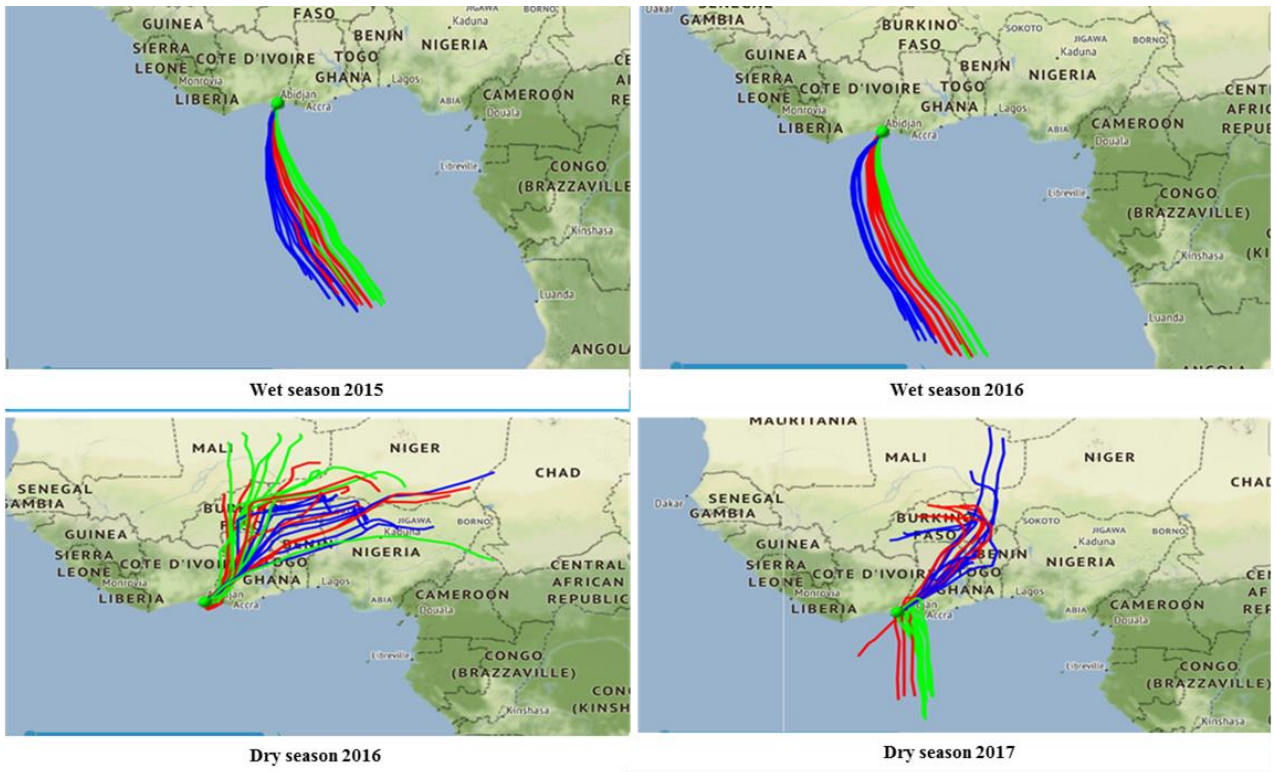 GUINEA
FASO
BENIN
JIGAWA
Kaduna
BORNO
SIERRA
LEONE
COTE D'IVOIRE
TOGO
NIGERIA
GHANA
Monrovia
LIBERIA
Abidjan
Accra
Lagos
ABIA
CAMEROON
Douala
Libreville
CONGO
(BRAZZAVILLE
Kinshasa
Luanda
ANGOLA
Wet season 2015
Dakar
GAMBIA
BURKINO
FASO
SOKOTO
JIGAWA
Kaduna
BORNO
GUINEA
BENIN
NIGERIA
SIERRA
LEONE
COTE D'IVOIRE
TOGO
GHANA
Monrovia
LIBERIA
Abidjan
Accra
Lagos
ABIA
CAMEROON
Douala
Libreville
CONGO
(BRAZZAVILLE)
Kinshasa
Luanda
Wet season 2016
MALI
NIGER
CHAD
SENEGAL
GAMBIA
FASO
JIGAWA
Kaduna
BORNO
GUINEA
BENIN
NIGERIA
SIERRA
LEONE
COTE D'IVOIRE
TOGO
GHANA
Monrovia
LIBERIA
Accra
Lagos
ABIA
CENTRAL
AFRICAN
REPUBLIC
CAMEROON
Douala
Libreville
CONGO
(BRAZZAVILLE)
Kinshasa
Dry season 2016
MAURITANIA
MALI
NIGER
Dakar
SENEGAL
GAMBIA
BURKINO
FASO
SOKOTO
JIGAWA
Kaduna
BORNO
GUINEA
BENIN
NIGERIA
SIERRA
LEONE
COTE D'IVOIRE
TOGO
GHANA
Monrovia
LIBERIA
Accra
Lagos
ABIA
CAMEROON
Douala
Libreville
CONGO
(BRAZZAVILLE)
Kinshasa
Dry season 2017